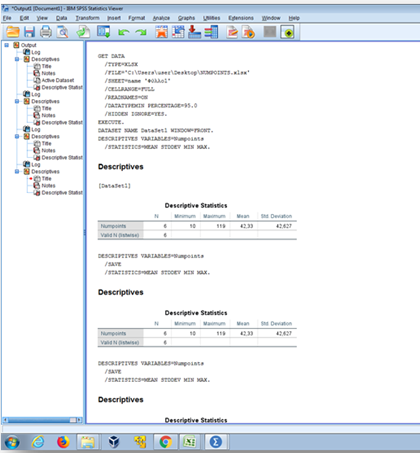 *Output1 [Document1] - IBM SPSS Statistics Viewer
File Edit View Data Transform Insert Format Analyze Graphs Utilities Extensions Window Help
Output
Log
Descriptives
Title
Notes
Active Dataset
Descriptive Statist
Log
Descriptives
Title
Notes
Descriptive Statist
Log
Descriptives
Title
Notes
Descriptive Statist
Log
Descriptives
Title
Notes
Descriptive Statist
GET DATA
/TYPE=XLSX
/FILE='C:\Users\user\Desktop\NUMPOINTS.xlsx'
/CELLRANGE=FULL
/READNAMES=ON
/DATATYPEMIN PERCENTAGE=95.0
/HIDDEN IGNORE=YES.
EXECUTE.
DATASET NAME DataSet1 WINDOW=FRONT.
DESCRIPTIVES VARIABLES=Numpoints
/STATISTICS=MEAN STDDEV MIN MAX.
Descriptives
[DataSet1]
Descriptive Statistics
N Minimum Maximum Mean Std. Deviation
Numpoints 6 10 119 42,33 42,627
Valid N (listwise) 6
DESCRIPTIVES VARIABLES=Numpoints
/SAVE
/STATISTICS=MEAN STDDEV MIN MAX.
Descriptives
Descriptive Statistics
N Minimum Maximum Mean Std. Deviation
Numpoints 6 10 119 42,33 42,627
Valid N (listwise) 6
DESCRIPTIVES VARIABLES=Numpoints
/SAVE
/STATISTICS=MEAN STDDEV MIN MAX.
Descriptives
Descriptive Statistics